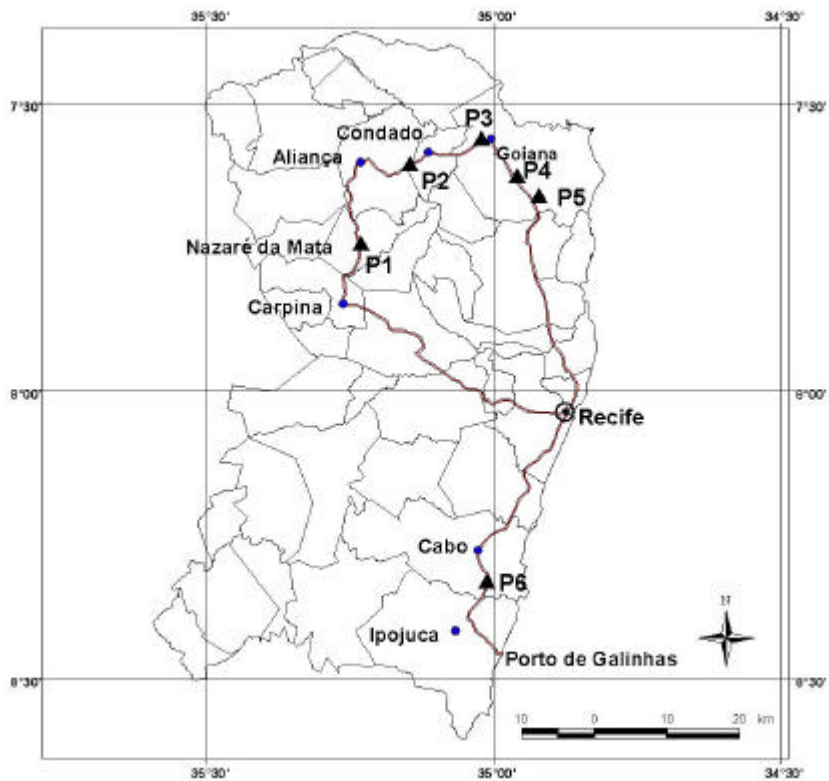 35°30' 35°00' 34°30'
7°30' 7°30'
P3
Condado
Goiana
Aliança
P2
P4
P5
Nazaré da Mata
P1
Carpina
8°00' 8°00'
Recife
Cabo
P6
N
Ipojuca
Porto de Galinhas
8°30' 8°30'
10 0 10 20 km
35°30' 35°00' 34°30'